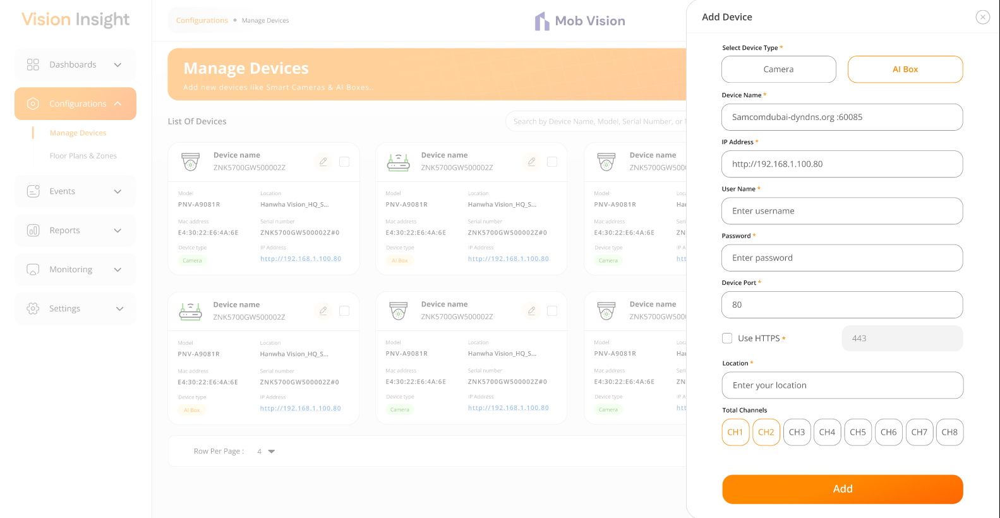 Vision Insight
Dashboards
Configurations
Manage Devices
Floor Plans & Zones
Events
Reports
Monitoring
Settings
Configurations • Manage Devices
Mob Vision
Manage Devices
Add new devices like Smart Cameras & AI Boxes..
List Of Devices
Search by Device Name, Model, Serial Number, or
Device name
ZNK5700GW500002Z
Model
Location
PNV-A9081R
Hanwha Vision_HQ_S...
Mac address
Serial number
E4:30:22:E6:4A:6E
ZNK5700GW500002Z#0
Device type
IP Address
Camera
http://192.168.1.100.80
Device name
ZNK5700GW500002Z
Model
Location
PNV-A9081R
Hanwha Vision_HQ_S...
Mac address
Serial number
E4:30:22:E6:4A:6E
ZNK5700GW500002Z#0
Device type
IP Address
AI Box
http://192.168.1.100.80
Device name
ZNK5700GW500
Model
Loca
PNV-A9081R
Har
Mac address
Seri
E4:30:22:E6:4A:6E
ZN
Device type
IP A
Camera
htt
Device name
ZNK5700GW500002Z
Model
Location
PNV-A9081R
Hanwha Vision_HQ_S...
Mac address
Serial number
E4:30:22:E6:4A:6E
ZNK5700GW500002Z#0
Device type
IP Address
AI Box
http://192.168.1.100.80
Device name
ZNK5700GW500002Z
Model
Location
PNV-A9081R
Hanwha Vision_HQ_S...
Mac address
Serial number
E4:30:22:E6:4A:6E
ZNK5700GW500002Z#0
Device type
IP Address
Camera
http://192.168.1.100.80
Device name
ZNK5700GW500
Model
Loca
PNV-A9081R
Har
Mac address
Seri
E4:30:22:E6:4A:6E
ZN
Device type
IP A
Camera
htt
Row Per Page : 4
Add Device
Select Device Type *
Camera
AI Box
Device Name *
Samcomdubai-dyndns.org :60085
IP Address *
http://192.168.1.100.80
User Name *
Enter username
Password *
Enter password
Device Port *
80
Use HTTPS *
443
Location *
Enter your location
Total Channels
CH1 CH2 CH3 CH4 CH5 CH6 CH7 CH8
Add